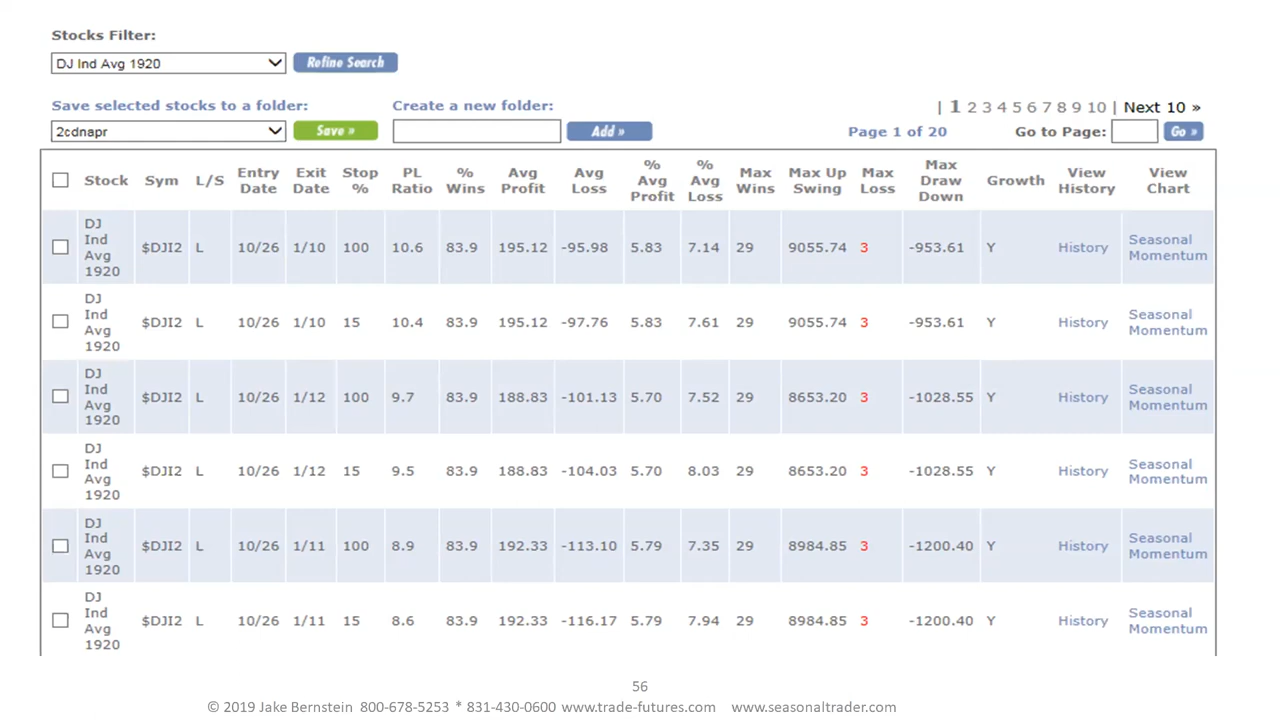 Stocks Filter:
DJ Ind Avg 1920 Refine Search
Save selected stocks to a folder: Create a new folder: | 1 2 3 4 5 6 7 8 9 10 | Next 10 »
2cdnapr Save » Add » Page 1 of 20 Go to Page: Go »
Stock Sym L/S Entry Date Exit Date Stop % PL Ratio % Wins Avg Profit Avg Loss % Avg Profit % Avg Loss Max Wins Max Up Swing Max Loss Max Draw Down Growth View History View Chart
DJ Ind Avg 1920 $DJI2 L 10/26 1/10 100 10.6 83.9 195.12 -95.98 5.83 7.14 29 9055.74 3 -953.61 Y History Seasonal Momentum
DJ Ind Avg 1920 $DJI2 L 10/26 1/10 15 10.4 83.9 195.12 -97.76 5.83 7.61 29 9055.74 3 -953.61 Y History Seasonal Momentum
DJ Ind Avg 1920 $DJI2 L 10/26 1/12 100 9.7 83.9 188.83 -101.13 5.70 7.52 29 8653.20 3 -1028.55 Y History Seasonal Momentum
DJ Ind Avg 1920 $DJI2 L 10/26 1/12 15 9.5 83.9 188.83 -104.03 5.70 8.03 29 8653.20 3 -1028.55 Y History Seasonal Momentum
DJ Ind Avg 1920 $DJI2 L 10/26 1/11 100 8.9 83.9 192.33 -113.10 5.79 7.35 29 8984.85 3 -1200.40 Y History Seasonal Momentum
DJ Ind Avg 1920 $DJI2 L 10/26 1/11 15 8.6 83.9 192.33 -116.17 5.79 7.94 29 8984.85 3 -1200.40 Y History Seasonal Momentum
56
© 2019 Jake Bernstein 800-678-5253 * 831-430-0600 www.trade-futures.com www.seasonaltrader.com